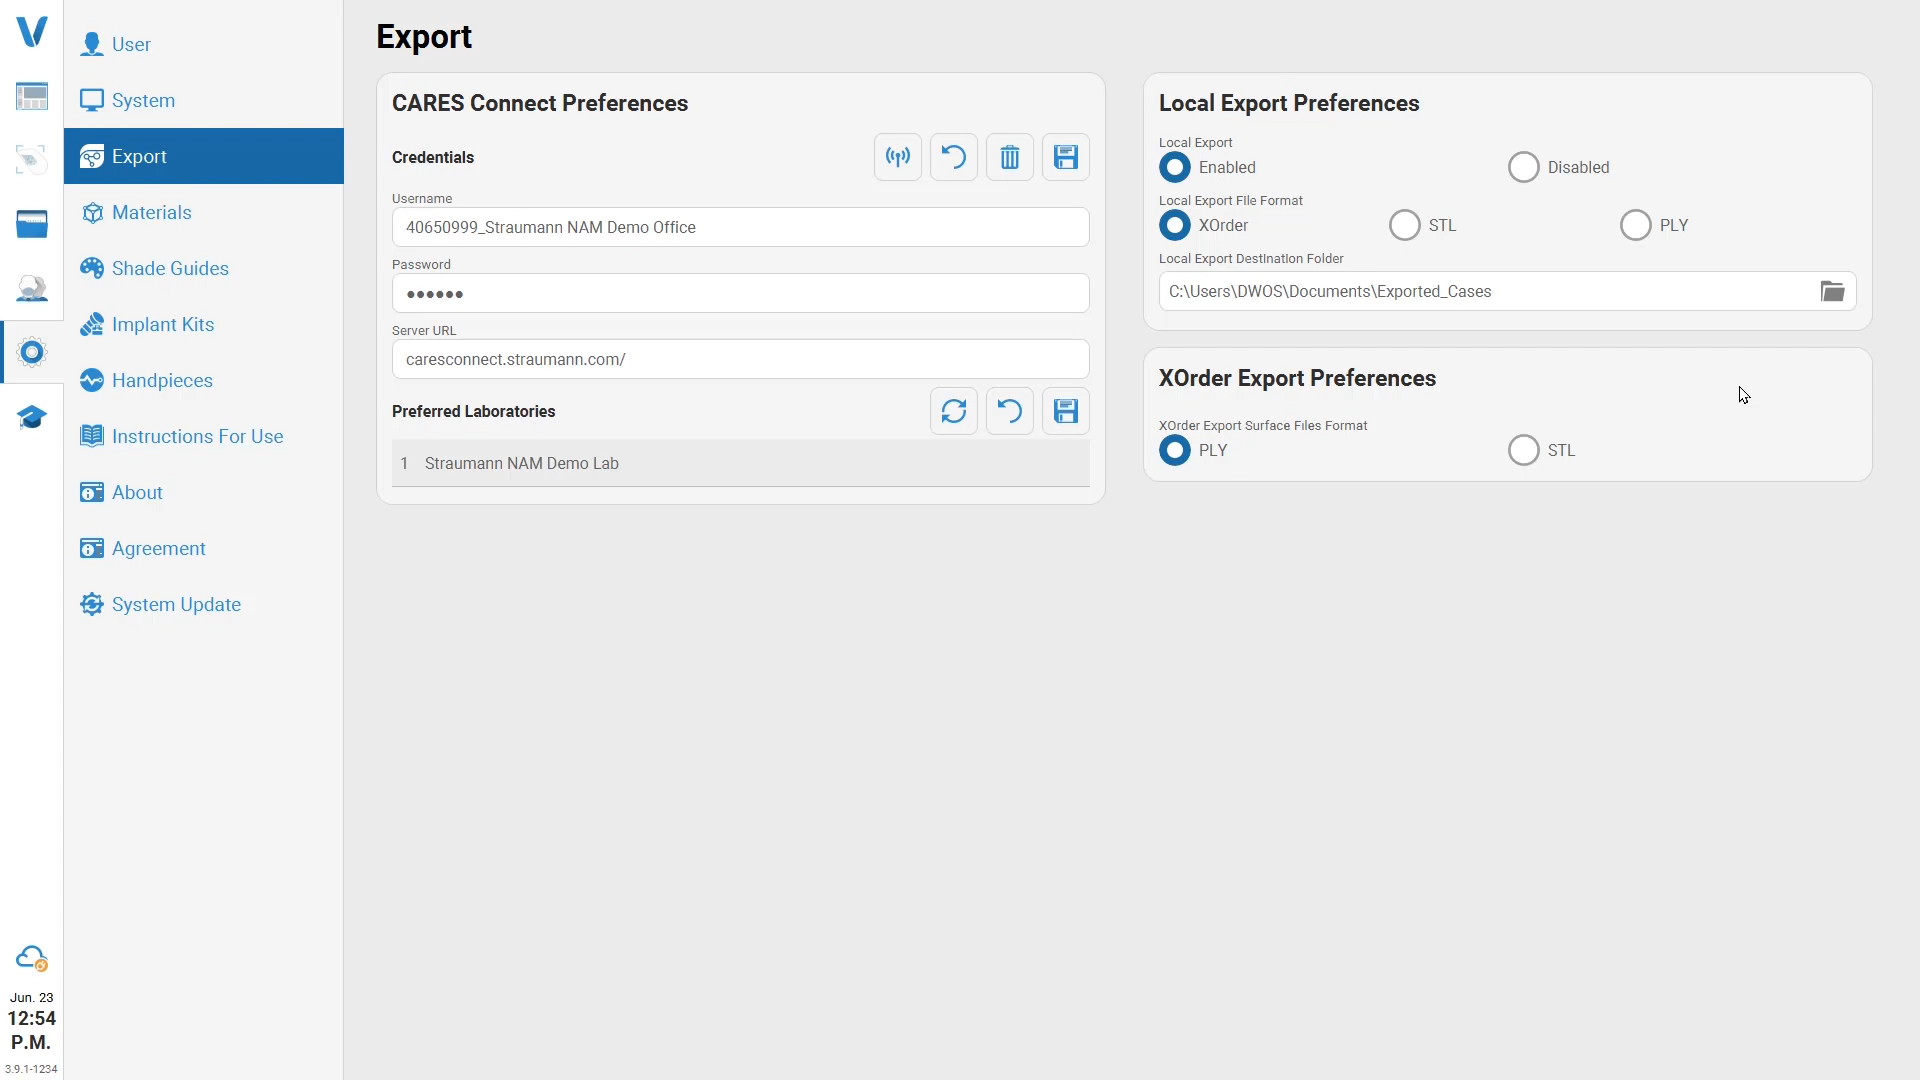 User
System
Export
Materials
Shade Guides
Implant Kits
Handpieces
Instructions For Use
About
Agreement
System Update
Jun. 23
12:54
P.M.
3.9.1-1234
Export
CARES Connect Preferences
Credentials
Username
40650999_Straumann NAM Demo Office
Password
●●●●●●
Server URL
caresconnect.straumann.com/
Preferred Laboratories
1 Straumann NAM Demo Lab
Local Export Preferences
Local Export
Enabled Disabled
Local Export File Format
XOrder STL PLY
Local Export Destination Folder
C:\Users\DWOS\Documents\Exported_Cases
XOrder Export Preferences
XOrder Export Surface Files Format
PLY STL